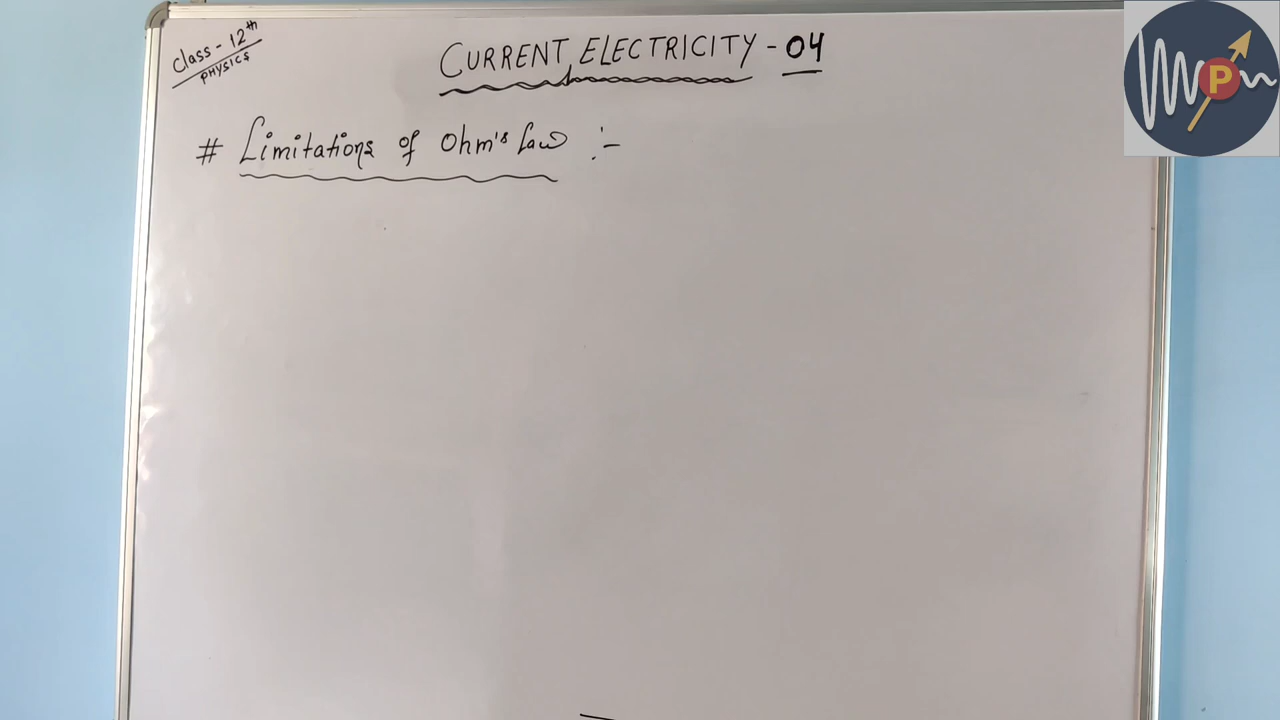 Class - 12th
PHYSICS
CURRENT ELECTRICITY - 04
# Limitations of Ohm's law :-
P